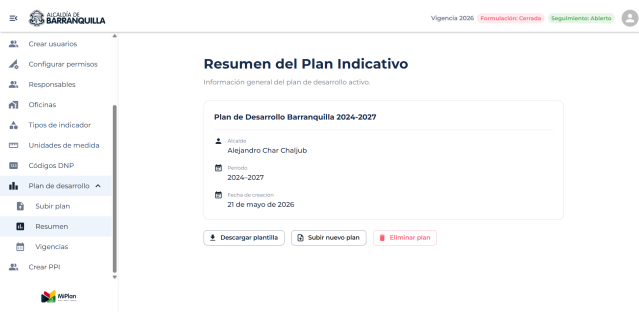 ALCALDÍA DE
BARRANQUILLA
Vigencia 2026 Formulación: Cerrada Seguimiento: Abierto
Crear usuarios
Configurar permisos
Responsables
Oficinas
Tipos de indicador
Unidades de medida
Códigos DNP
Plan de desarrollo
Subir plan
Resumen
Vigencias
Crear PPI
MiPlan
Resumen del Plan Indicativo
Información general del plan de desarrollo activo.
Plan de Desarrollo Barranquilla 2024-2027
Alcalde
Alejandro Char Chaljub
Periodo
2024-2027
Fecha de creación
21 de mayo de 2026
Descargar plantilla Subir nuevo plan Eliminar plan